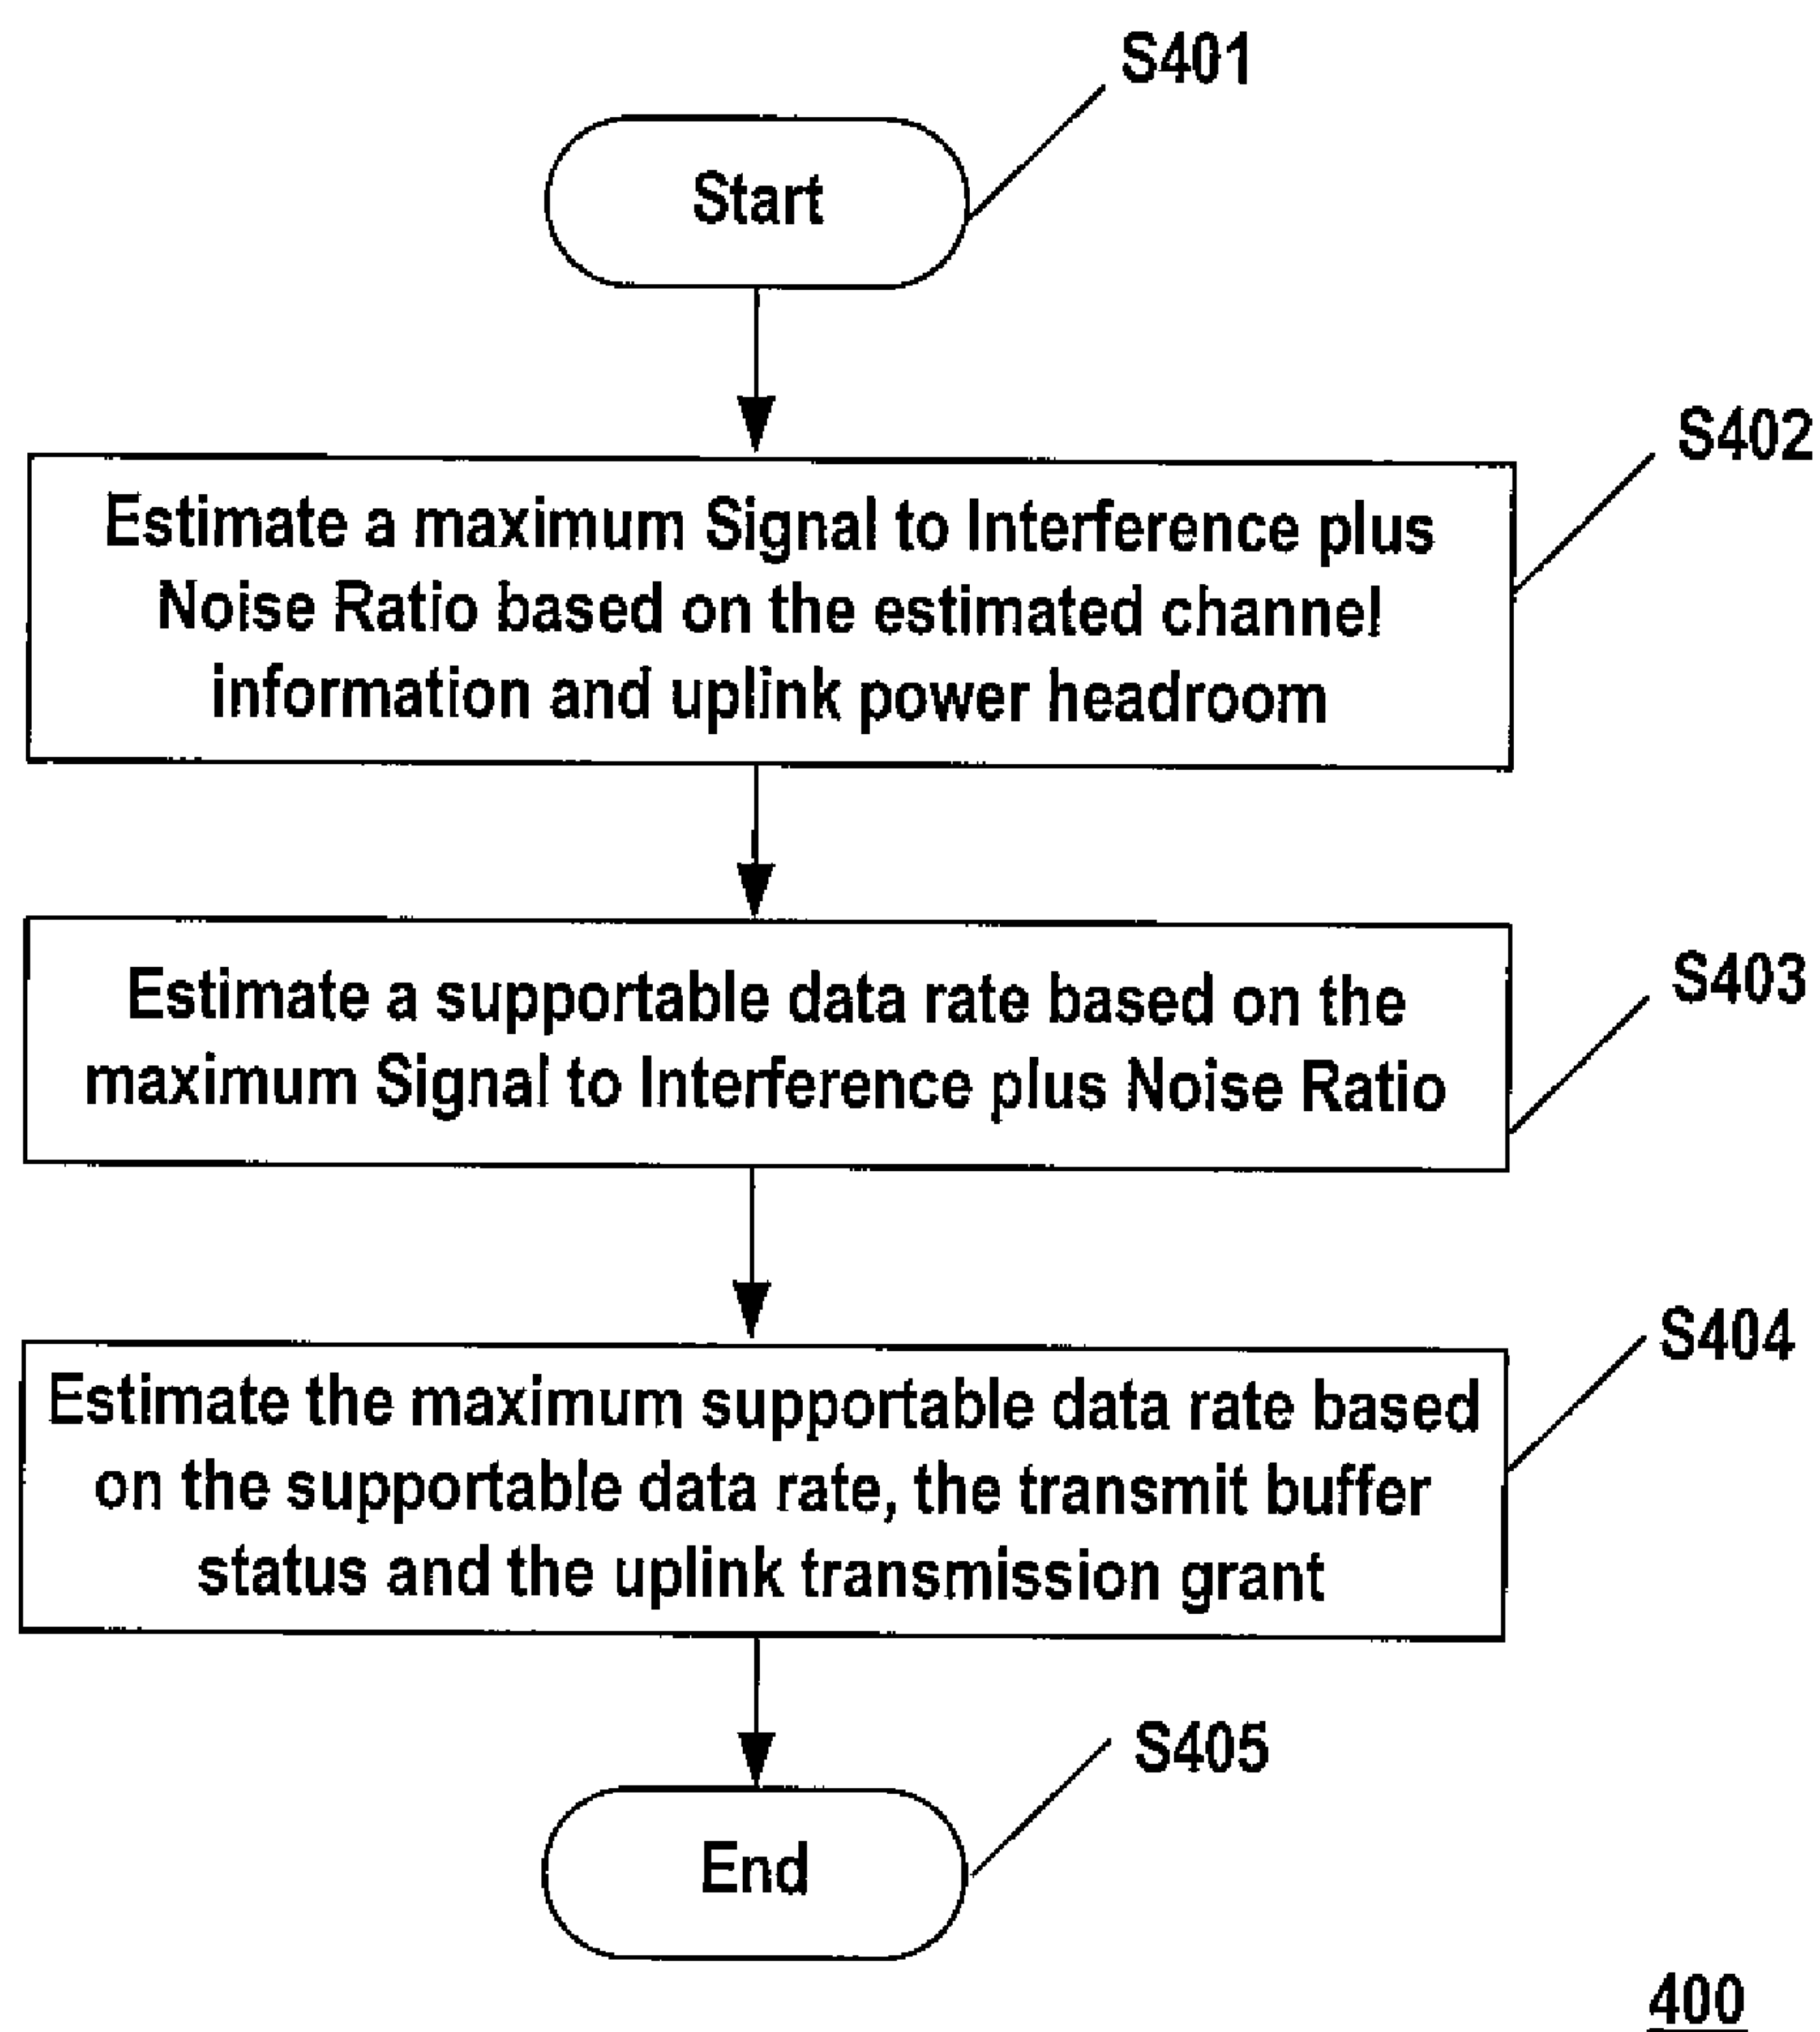 S401
Start
S402
Estimate a maximum Signal to Interference plus
Noise Ratio based on the estimated channel
information and uplink power headroom
S403
Estimate a supportable data rate based on the
maximum Signal to Interference plus Noise Ratio
S404
Estimate the maximum supportable data rate based
on the supportable data rate, the transmit buffer
status and the uplink transmission grant
S405
End
400